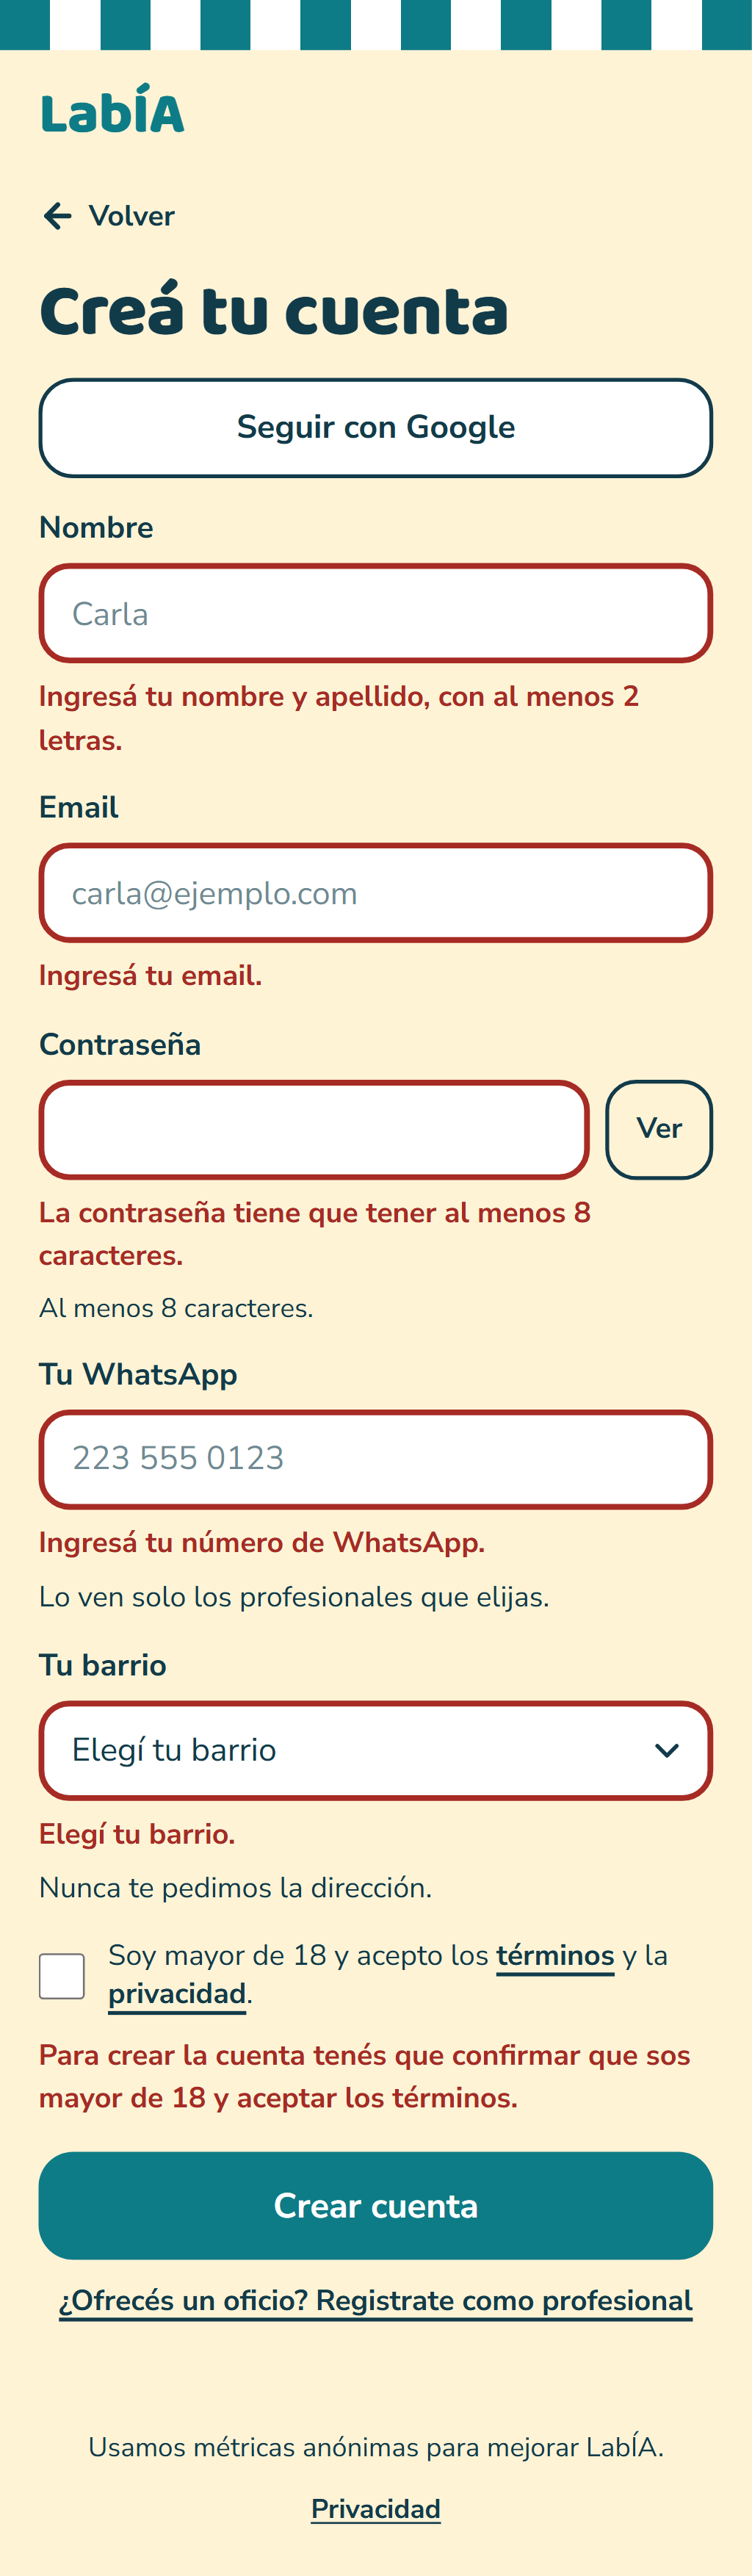 LabÍA
Volver
Creá tu cuenta
Seguir con Google
Nombre
Carla
Ingresá tu nombre y apellido, con al menos 2
letras.
Email
carla@ejemplo.com
Ingresá tu email.
Contraseña
Ver
La contraseña tiene que tener al menos 8
caracteres.
Al menos 8 caracteres.
Tu WhatsApp
223 555 0123
Ingresá tu número de WhatsApp.
Lo ven solo los profesionales que elijas.
Tu barrio
Elegí tu barrio
Elegí tu barrio.
Nunca te pedimos la dirección.
Soy mayor de 18 y acepto los términos y la
privacidad.
Para crear la cuenta tenés que confirmar que sos
mayor de 18 y aceptar los términos.
Crear cuenta
¿Ofrecés un oficio? Registrate como profesional
Usamos métricas anónimas para mejorar LabÍA.
Privacidad